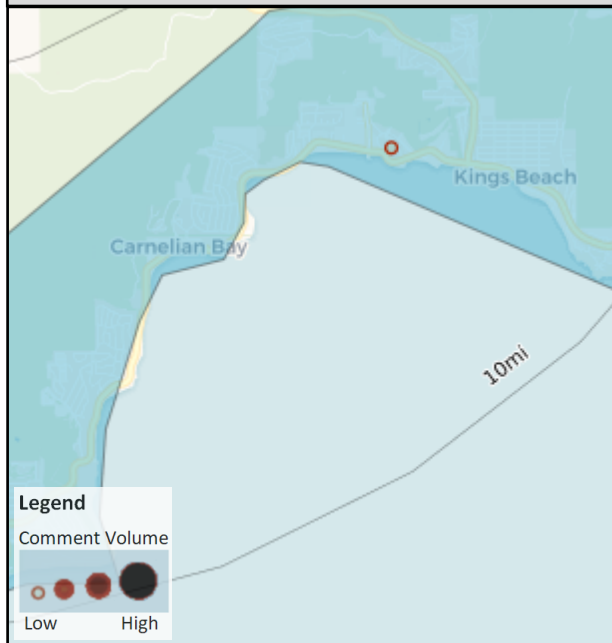 Kings Beach
Carnelian Bay
10mi
Legend
Comment Volume
Low High